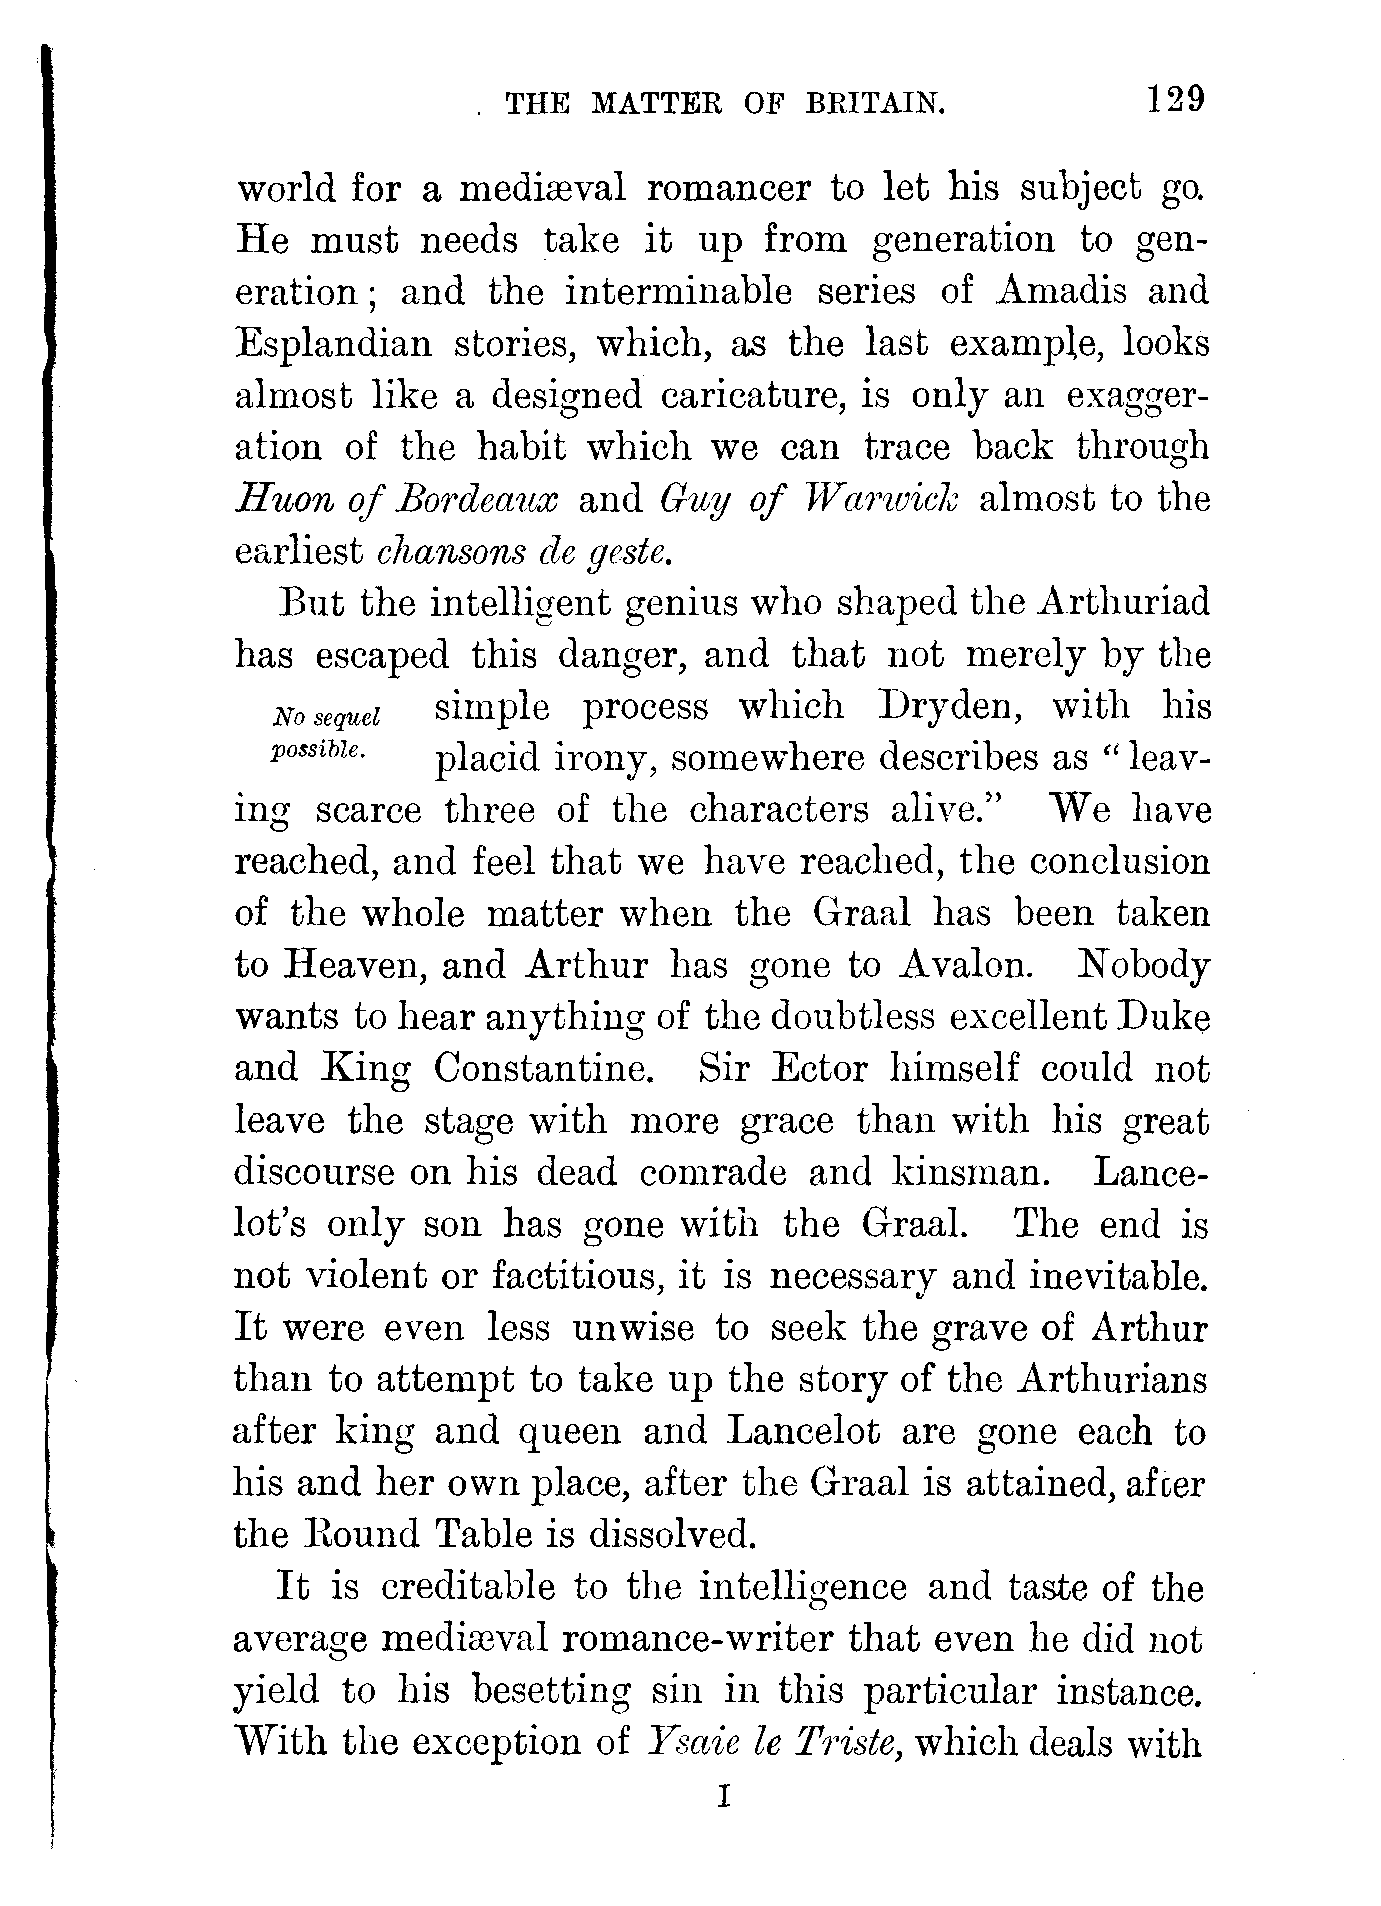 THE MATTER OF BRITAIN. 129
world for a mediæval romancer to let his subject go.
He must needs take it up from generation to gen-
eration; and the interminable series of Amadis and
Esplandian stories, which, as the last example, looks
almost like a designed caricature, is only an exagger-
ation of the habit which we can trace back through
Huon of Bordeaux and Guy of Warwick almost to the
earliest chansons de geste.
But the intelligent genius who shaped the Arthuriad
has escaped this danger, and that not merely by the
No sequel
possible.
simple process which Dryden, with his
placid irony, somewhere describes as "leav-
ing scarce three of the characters alive." We have
reached, and feel that we have reached, the conclusion
of the whole matter when the Graal has been taken
to Heaven, and Arthur has gone to Avalon. Nobody
wants to hear anything of the doubtless excellent Duke
and King Constantine. Sir Ector himself could not
leave the stage with more grace than with his great
discourse on his dead comrade and kinsman. Lance-
lot's only son has gone with the Graal. The end is
not violent or factitious, it is necessary and inevitable.
It were even less unwise to seek the grave of Arthur
than to attempt to take up the story of the Arthurians
after king and queen and Lancelot are gone each to
his and her own place, after the Graal is attained, after
the Round Table is dissolved.
It is creditable to the intelligence and taste of the
average mediæval romance-writer that even he did not
yield to his besetting sin in this particular instance.
With the exception of Ysaie le Triste, which deals with
I